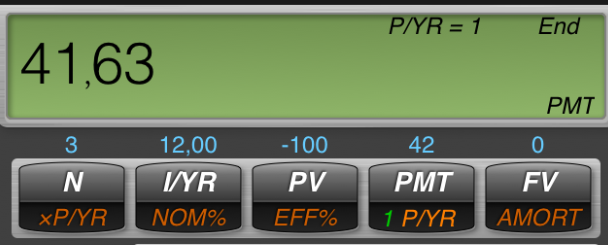 P/YR = 1 End
41,63
PMT
3 12,00 -100 42 0
N I/YR PV PMT FV
×P/YR NOM% EFF% 1 P/YR AMORT